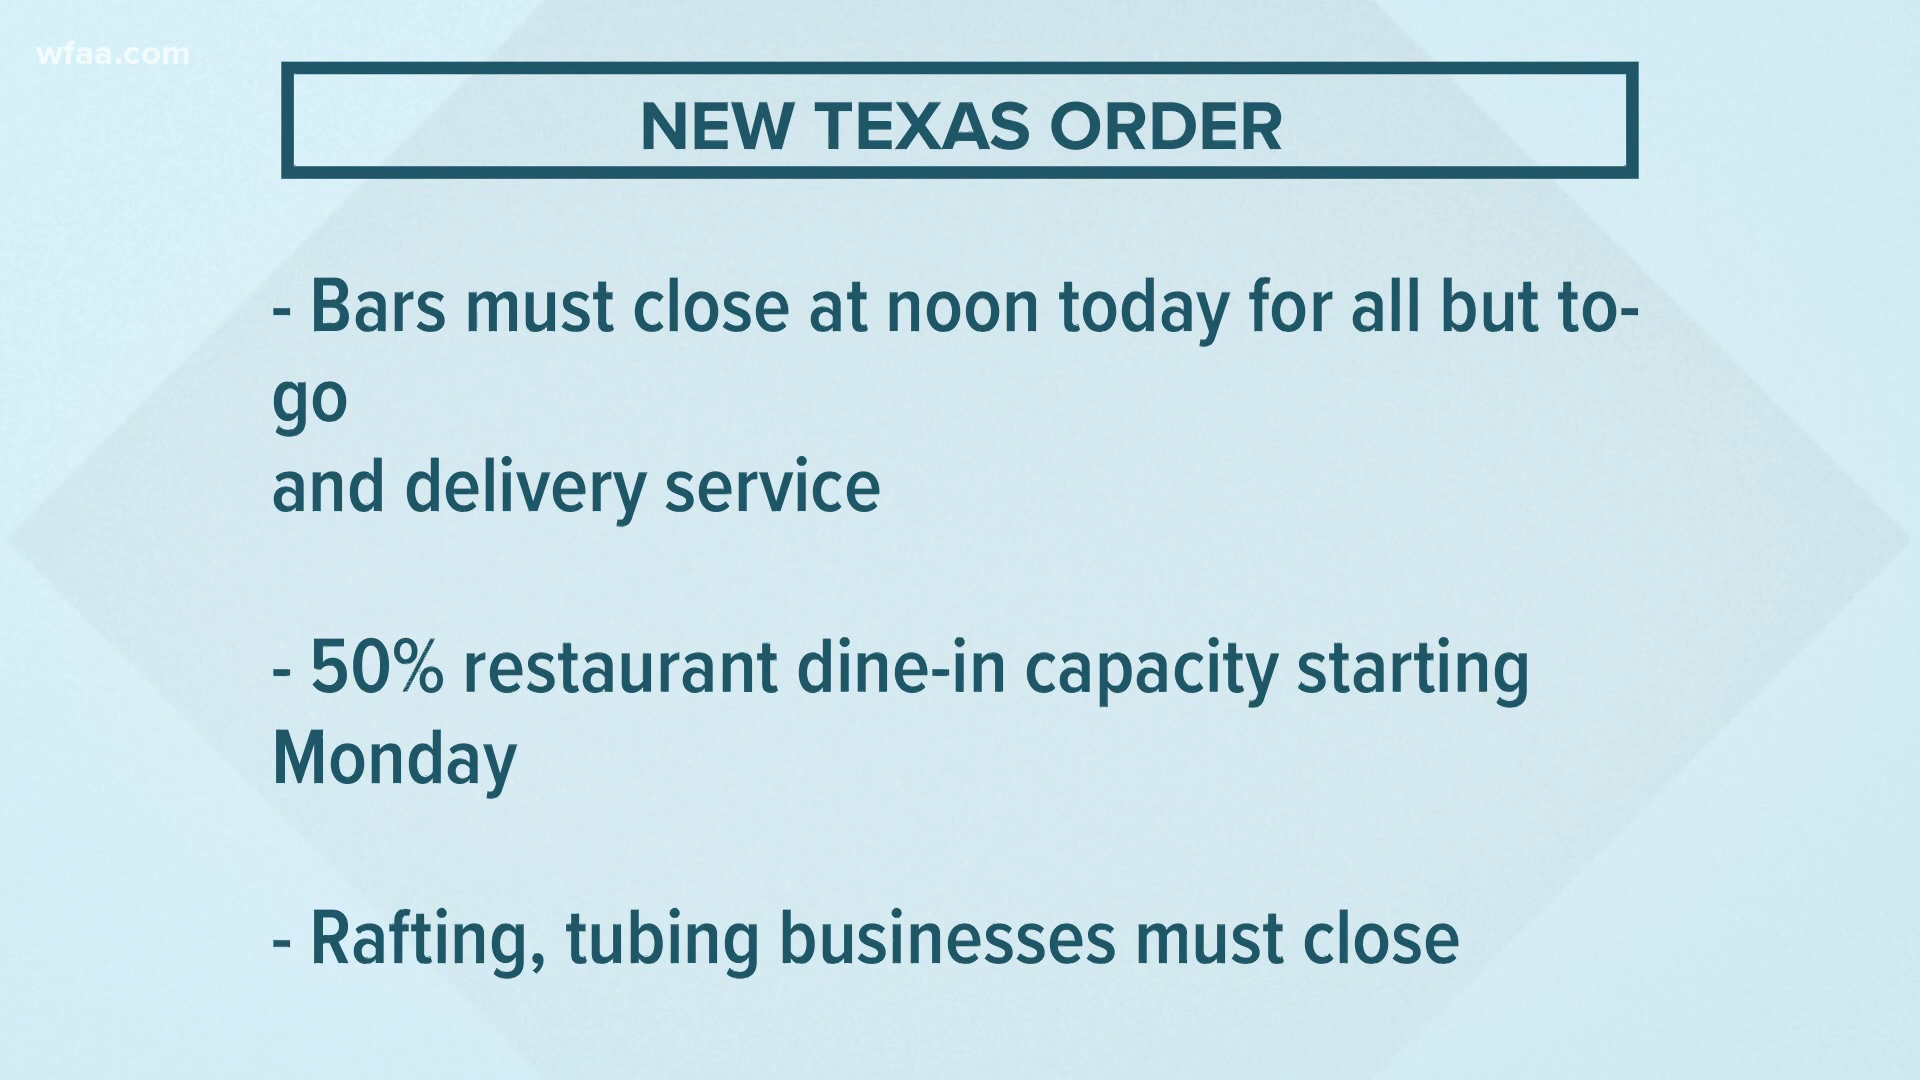 wfaa.com
NEW TEXAS ORDER
- Bars must close at noon today for all but to-
go
and delivery service
- 50% restaurant dine-in capacity starting
Monday
- Rafting, tubing businesses must close